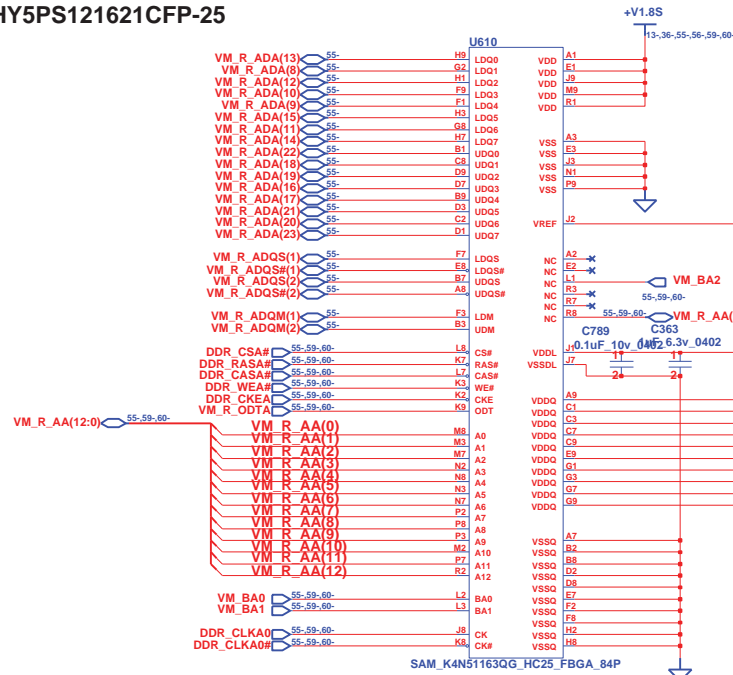 HY5PS121621CFP-25
+V1.8S
13-,36-,55-,56-,59-,60-
U610
VM_R_ADA(13) 55- H9 LDQ0 VDD A1
VM_R_ADA(8) 55- G2 LDQ1 VDD E1
VM_R_ADA(12) 55- H1 LDQ2 VDD J9
VM_R_ADA(10) 55- F9 LDQ3 VDD M9
VM_R_ADA(9) 55- F1 LDQ4 VDD R1
VM_R_ADA(15) 55- H3 LDQ5
VM_R_ADA(11) 55- G8 LDQ6
VM_R_ADA(14) 55- H7 LDQ7 VSS A3
VM_R_ADA(22) 55- B1 UDQ0 VSS E3
VM_R_ADA(18) 55- C8 UDQ1 VSS J3
VM_R_ADA(19) 55- D9 UDQ2 VSS N1
VM_R_ADA(16) 55- D7 UDQ3 VSS P9
VM_R_ADA(17) 55- B9 UDQ4
VM_R_ADA(21) 55- D3 UDQ5
VM_R_ADA(20) 55- C2 UDQ6 VREF J2
VM_R_ADA(23) 55- D1 UDQ7
VM_R_ADQS(1) 55- F7 LDQS NC A2
VM_R_ADQS#(1) 55- E8 LDQS# NC E2
VM_R_ADQS(2) 55- B7 UDQS NC L1 VM_BA2
VM_R_ADQS#(2) 55- A8 UDQS# NC R3 55-,59-,60-
NC R7
VM_R_ADQM(1) 55- F3 LDM NC R8 55-,59-,60- VM_R_AA(
VM_R_ADQM(2) 55- B3 UDM
C789 C363
0.1uF_10v_0402 1uF_6.3v_0402
DDR_CSA# 55-,59-,60- L8 CS# VDDL J1 1 1
DDR_RASA# 55-,59-,60- K7 RAS# VSSDL J7
DDR_CASA# 55-,59-,60- L7 CAS# 2 2
DDR_WEA# 55-,59-,60- K3 WE#
DDR_CKEA 55-,59-,60- K2 CKE VDDQ A9
VM_R_ODTA 55-,59-,60- K9 ODT VDDQ C1
VM_R_AA(12:0) 55-,59-,60- VDDQ C3
VM_R_AA(0) M8 A0 VDDQ C7
VM_R_AA(1) M3 A1 VDDQ C9
VM_R_AA(2) M7 A2 VDDQ E9
VM_R_AA(3) N2 A3 VDDQ G1
VM_R_AA(4) N8 A4 VDDQ G3
VM_R_AA(5) N3 A5 VDDQ G7
VM_R_AA(6) N7 A6 VDDQ G9
VM_R_AA(7) P2 A7
VM_R_AA(8) P8 A8
VM_R_AA(9) P3 A9 VSSQ A7
VM_R_AA(10) M2 A10 VSSQ B2
VM_R_AA(11) P7 A11 VSSQ B8
VM_R_AA(12) R2 A12 VSSQ D2
VSSQ D8
VM_BA0 55-,59-,60- L2 BA0 VSSQ E7
VM_BA1 55-,59-,60- L3 BA1 VSSQ F2
VSSQ F8
DDR_CLKA0 55-,59-,60- J8 CK VSSQ H2
DDR_CLKA0# 55-,59-,60- K8 CK# VSSQ H8
SAM_K4N51163QG_HC25_FBGA_84P